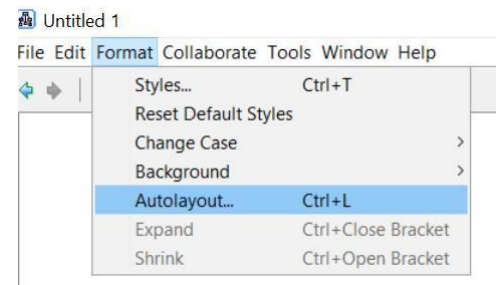 Untitled 1
File Edit Format Collaborate Tools Window Help
Styles... Ctrl+T
Reset Default Styles
Change Case
Background
Autolayout... Ctrl+L
Expand Ctrl+Close Bracket
Shrink Ctrl+Open Bracket